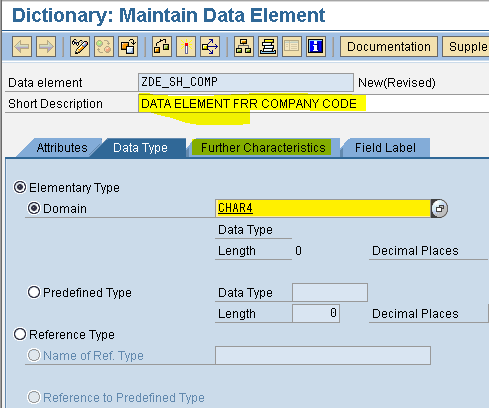 Dictionary: Maintain Data Element
Documentation Supple
Data element ZDE_SH_COMP New(Revised)
Short Description DATA ELEMENT FRR COMPANY CODE
Attributes Data Type Further Characteristics Field Label
Elementary Type
Domain CHAR4
Data Type
Length 0 Decimal Places
Predefined Type Data Type
Length 0 Decimal Places
Reference Type
Name of Ref. Type
Reference to Predefined Type